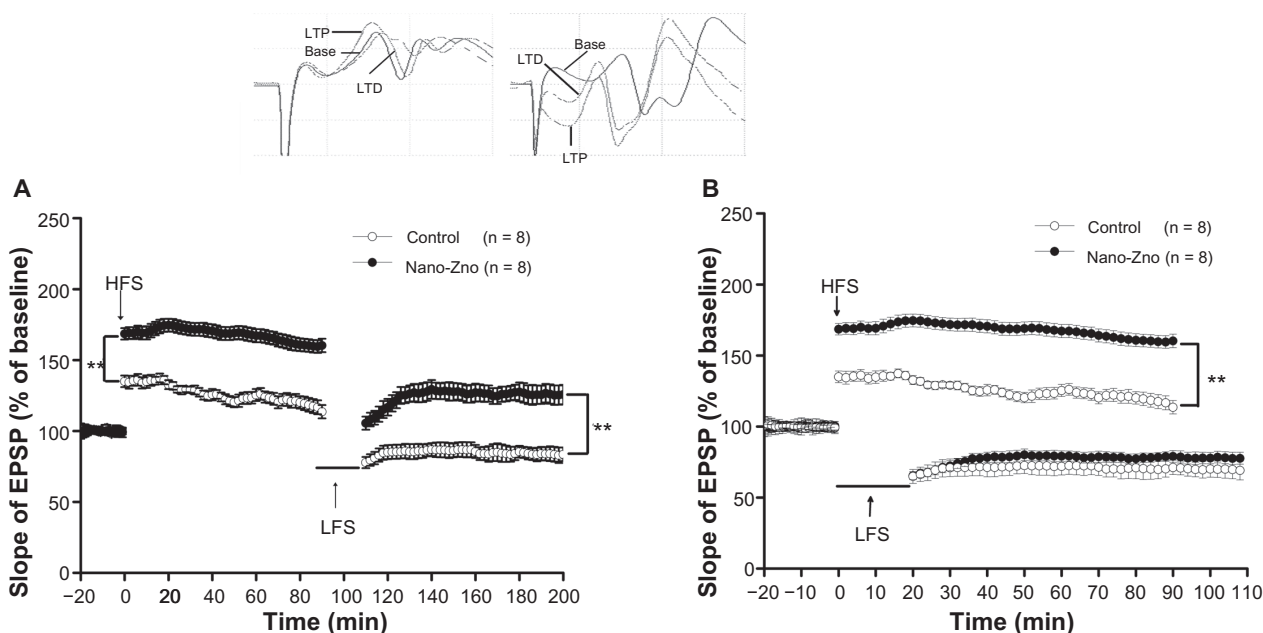 LTP
Base
LTD
Base
LTD
LTP
A
Slope of EPSP (% of baseline)
250
200
150
100
50
0
Control (n = 8)
Nano-Zno (n = 8)
HFS
**
**
LFS
−20 0 20 40 60 80 100 120 140 160 180 200
Time (min)
B
Slope of EPSP (% of baseline)
250
200
150
100
50
0
Control (n = 8)
Nano-Zno (n = 8)
HFS
**
LFS
−20 −10 0 10 20 30 40 50 60 70 80 90 100 110
Time (min)